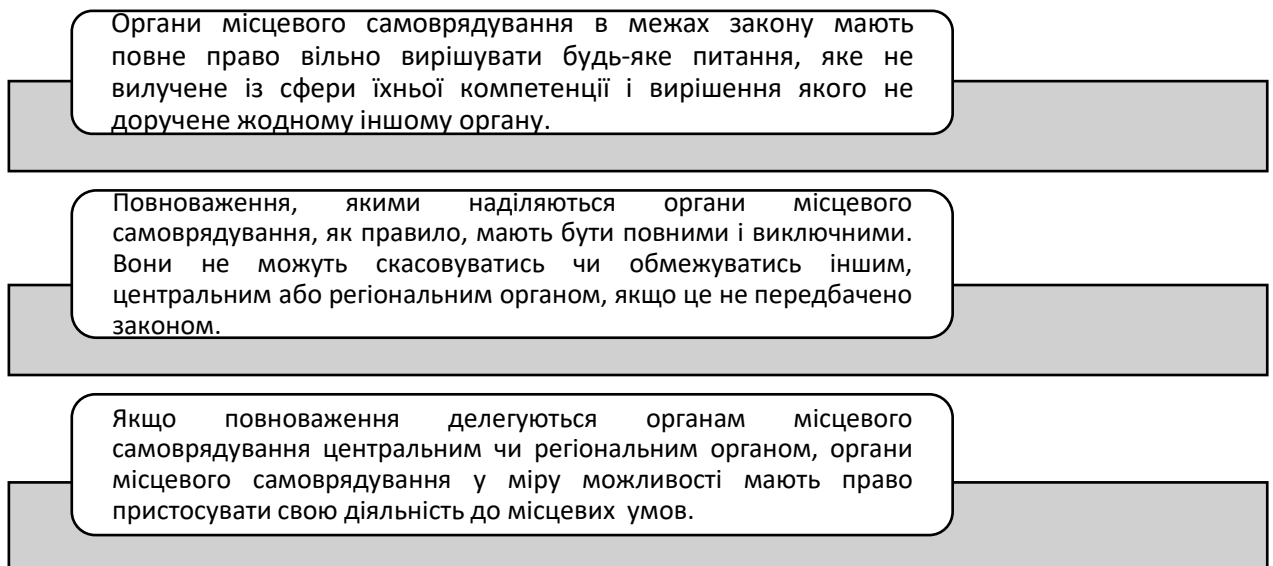 Органи місцевого самоврядування в межах закону мають
повне право вільно вирішувати будь-яке питання, яке не
вилучене із сфери їхньої компетенції і вирішення якого не
доручене жодному іншому органу.
Повноваження, якими наділяються органи місцевого
самоврядування, як правило, мають бути повними і виключними.
Вони не можуть скасовуватись чи обмежуватись іншим,
центральним або регіональним органом, якщо це не передбачено
законом.
Якщо повноваження делегуються органам місцевого
самоврядування центральним чи регіональним органом, органи
місцевого самоврядування у міру можливості мають право
пристосувати свою діяльність до місцевих умов.